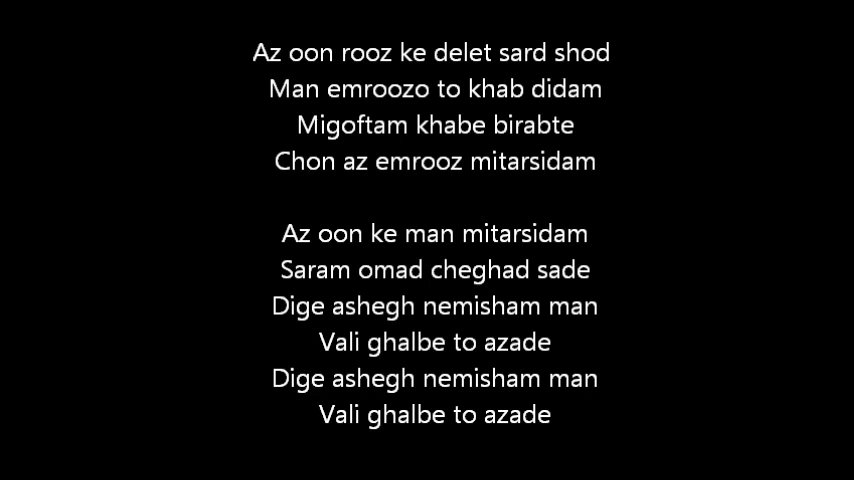 Az oon rooz ke delet sard shod
Man emroozo to khab didam
Migoftam khabe birabte
Chon az emrooz mitarsidam
Az oon ke man mitarsidam
Saram omad cheghad sade
Dige ashegh nemisham man
Vali ghalbe to azade
Dige ashegh nemisham man
Vali ghalbe to azade